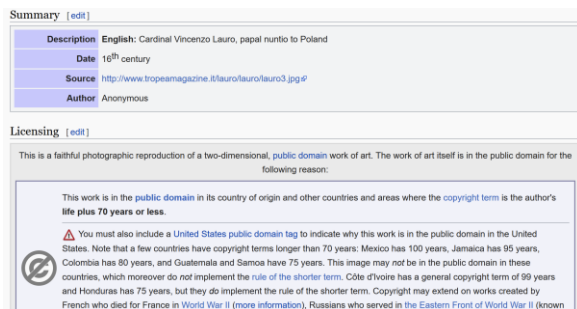 Summary [edit]
Description English: Cardinal Vincenzo Lauro, papal nuntio to Poland
Date 16th century
Source http://www.tropeamagazine.it/lauro/lauro/lauro3.jpg
Author Anonymous
Licensing [edit]
This is a faithful photographic reproduction of a two-dimensional, public domain work of art. The work of art itself is in the public domain for the
following reason:
This work is in the public domain in its country of origin and other countries and areas where the copyright term is the author's
life plus 70 years or less.
You must also include a United States public domain tag to indicate why this work is in the public domain in the United
States. Note that a few countries have copyright terms longer than 70 years: Mexico has 100 years, Jamaica has 95 years,
Colombia has 80 years, and Guatemala and Samoa have 75 years. This image may not be in the public domain in these
countries, which moreover do not implement the rule of the shorter term. Côte d'Ivoire has a general copyright term of 99 years
and Honduras has 75 years, but they do implement the rule of the shorter term. Copyright may extend on works created by
French who died for France in World War II (more information), Russians who served in the Eastern Front of World War II (known